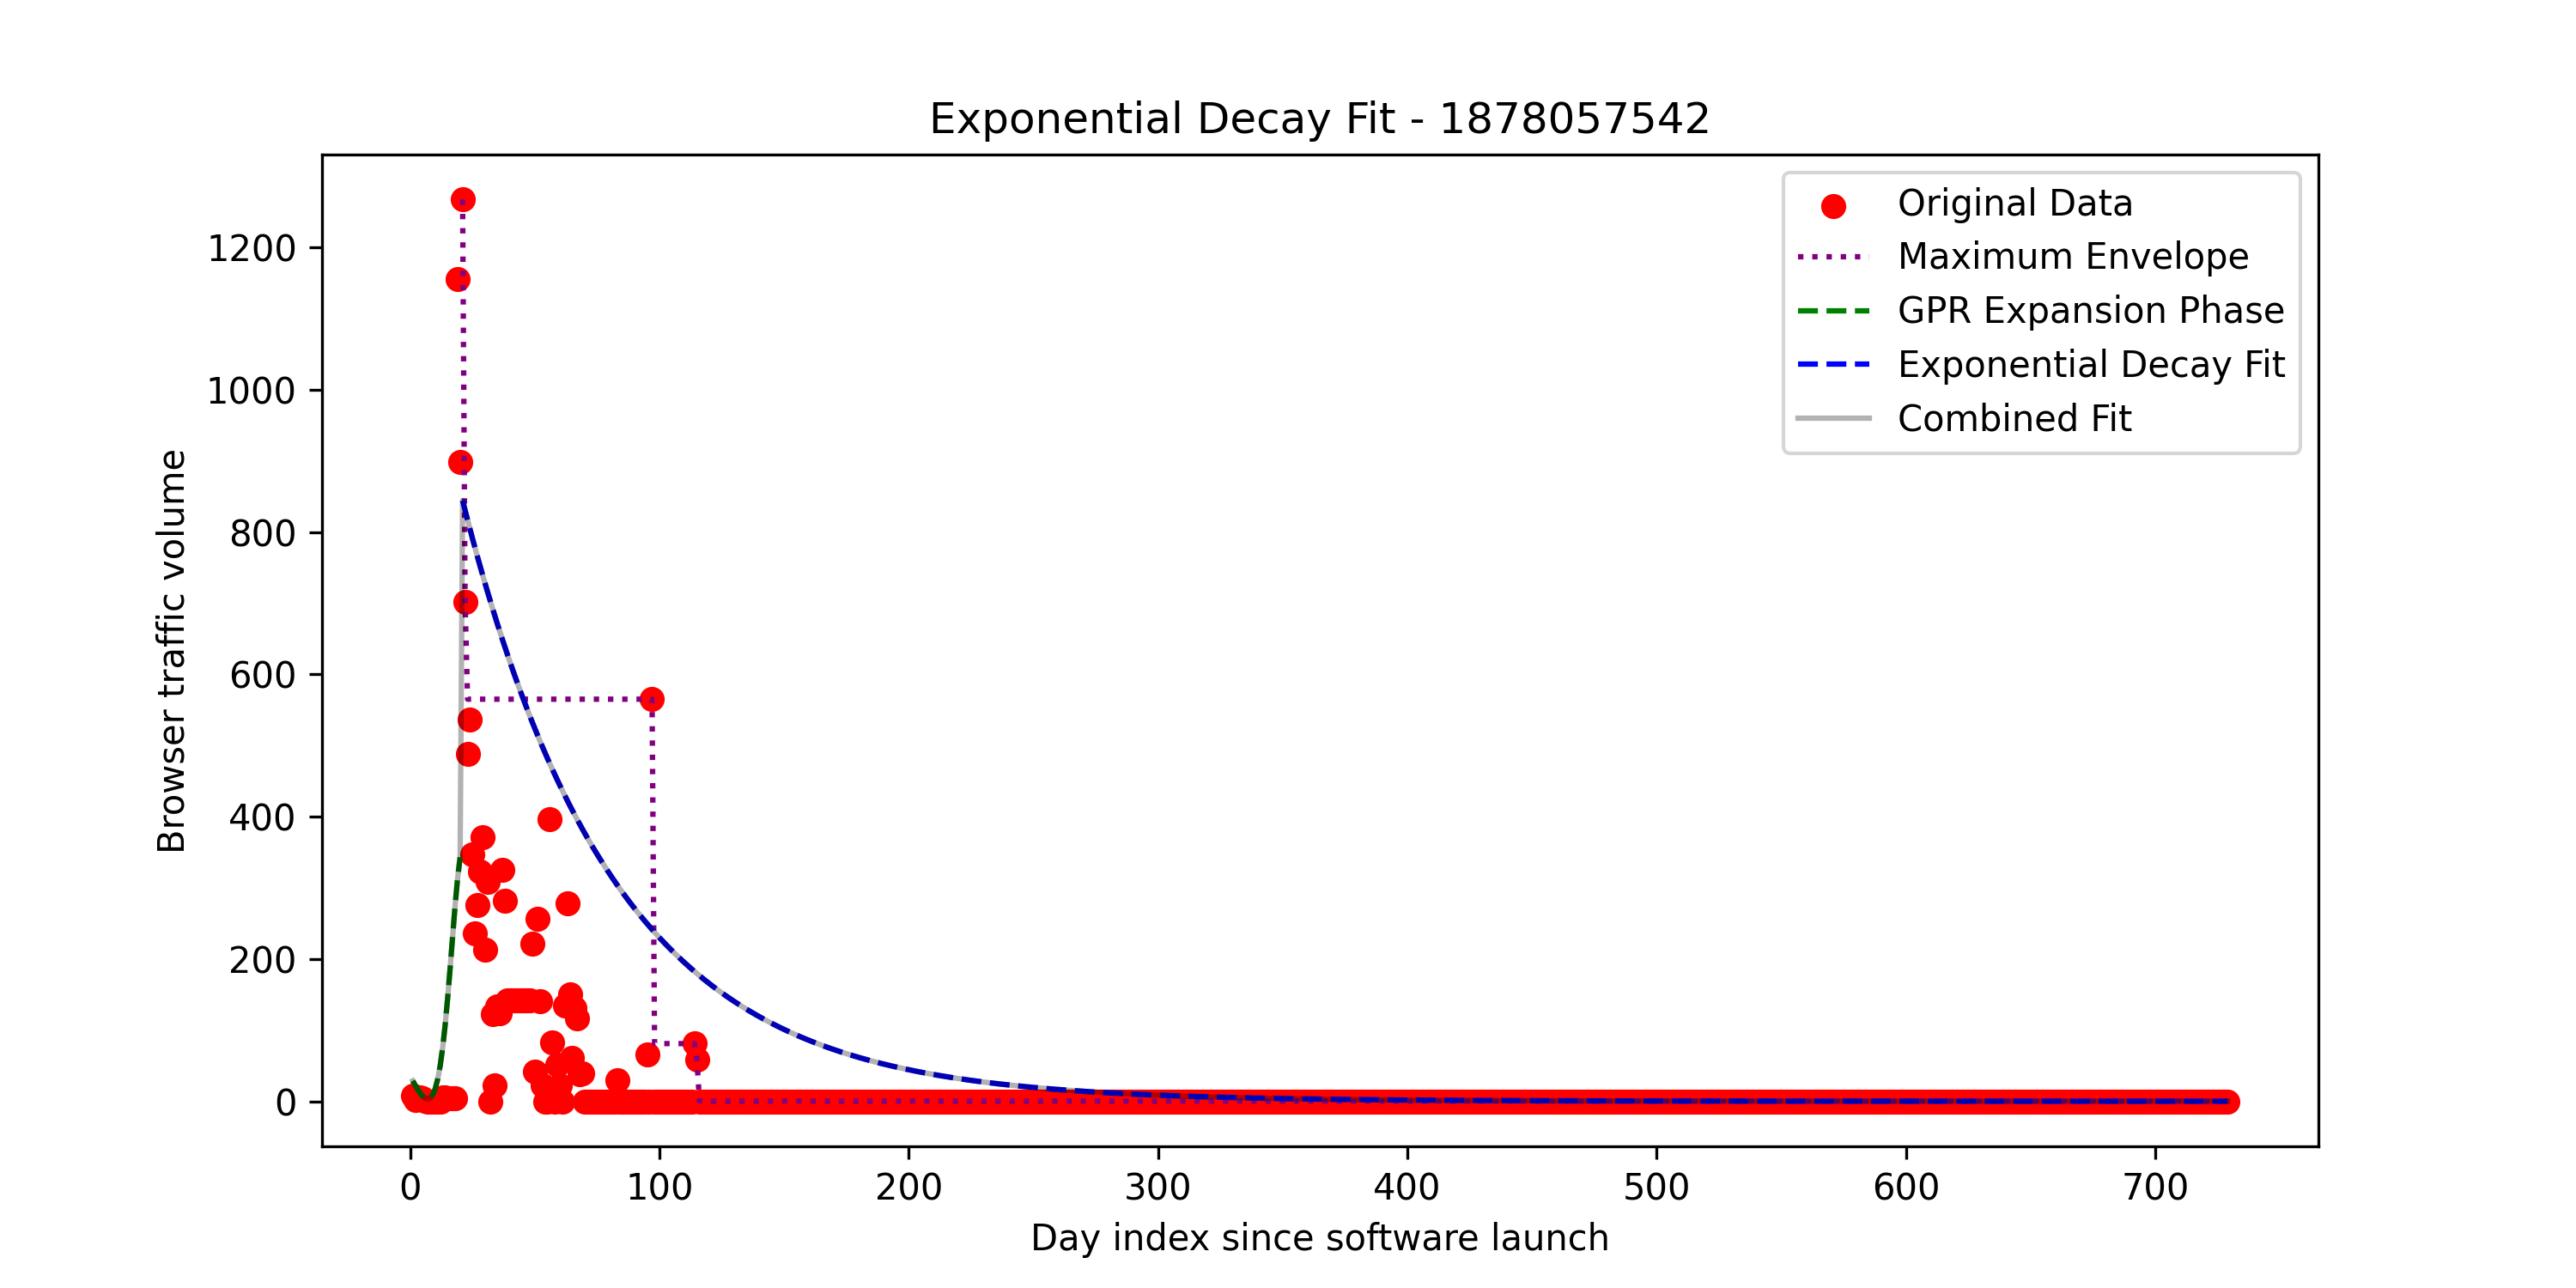 Exponential Decay Fit - 1878057542
Original Data
Maximum Envelope
GPR Expansion Phase
Exponential Decay Fit
Combined Fit
Browser traffic volume
1200
1000
800
600
400
200
0
0 100 200 300 400 500 600 700
Day index since software launch